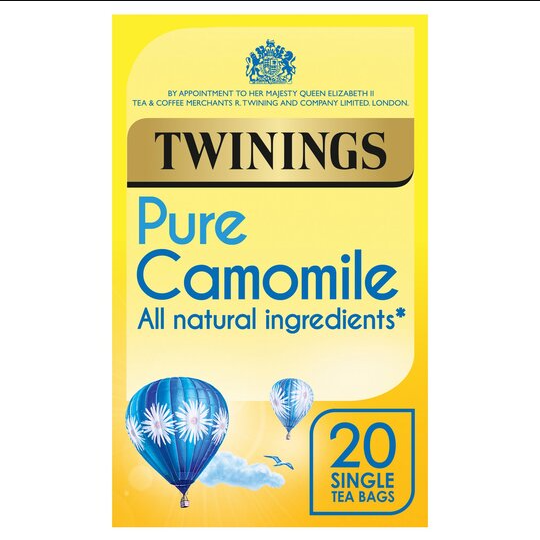 BY APPOINTMENT TO HER MAJESTY QUEEN ELIZABETH II
TEA & COFFEE MERCHANTS R. TWINING AND COMPANY LIMITED. LONDON.
TWININGS
Pure
Camomile
All natural ingredients*
20
SINGLE
TEA BAGS